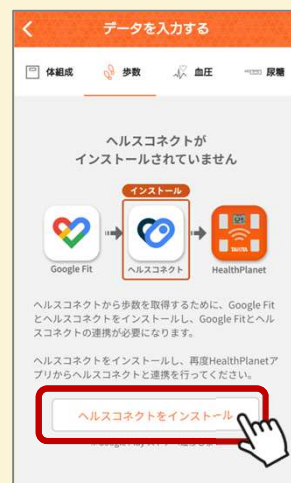 データを入力する
体組成 歩数 血圧 尿糖
ヘルスコネクトが
インストールされていません
インストール
Google Fit ヘルスコネクト HealthPlanet
TANITA
ヘルスコネクトから歩数を取得するために、Google Fit
とヘルスコネクトをインストールし、Google Fitとヘル
スコネクトの連携が必要になります。
ヘルスコネクトをインストールし、再度HealthPlanetア
プリからヘルスコネクトと連携を行ってください。
ヘルスコネクトをインストール